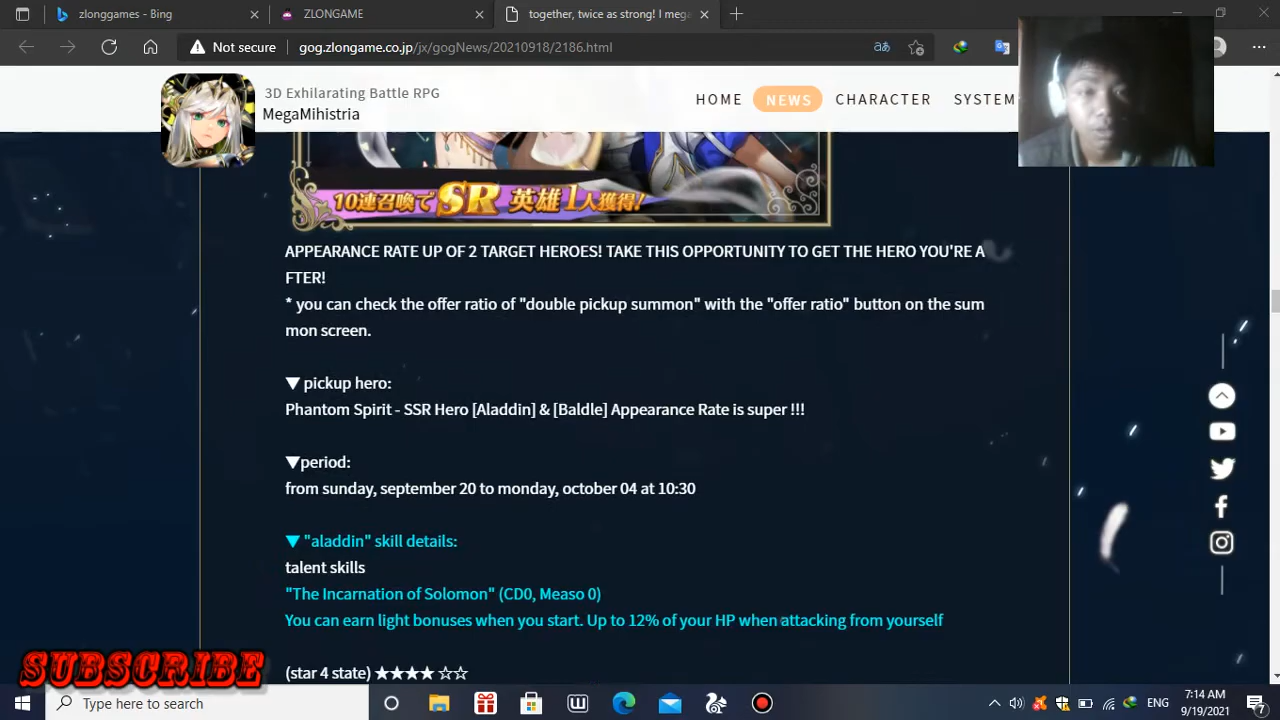 zlonggames - Bing
ZLONGAME
together, twice as strong! I mega
Not secure
gog.zlongame.co.jp/jx/gogNews/20210918/2186.html
3D Exhilarating Battle RPG
MegaMihistria
HOME
NEWS
CHARACTER
SYSTEM
10連召喚でSR英雄1人獲得!
APPEARANCE RATE UP OF 2 TARGET HEROES! TAKE THIS OPPORTUNITY TO GET THE HERO YOU'RE A
FTER!
* you can check the offer ratio of "double pickup summon" with the "offer ratio" button on the sum
mon screen.
▼ pickup hero:
Phantom Spirit - SSR Hero [Aladdin] & [Baldle] Appearance Rate is super !!!
▼period:
from sunday, september 20 to monday, october 04 at 10:30
▼ "aladdin" skill details:
talent skills
"The Incarnation of Solomon" (CD0, Measo 0)
You can earn light bonuses when you start. Up to 12% of your HP when attacking from yourself
(star 4 state) ★★★★ ☆☆
SUBSCRIBE
Type here to search
ENG
7:14 AM
9/19/2021
7